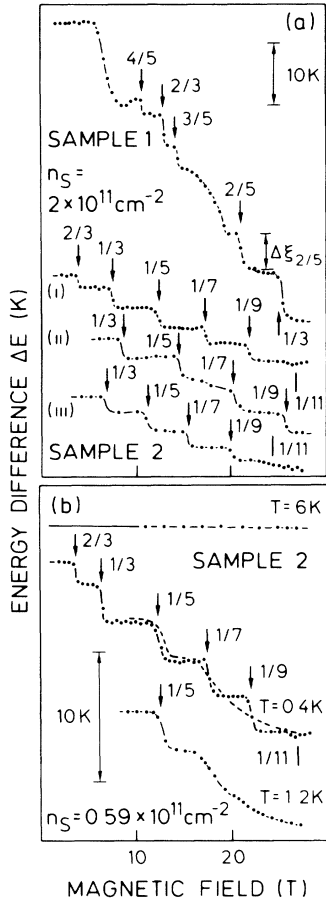 (a)
4/5
10K
2/3
3/5
SAMPLE 1
n_S =
2 × 10^11 cm^-2
2/5
Δξ_2/5
2/3
1/3
1/5
1/7
1/9
1/3
(I)
1/11
1/3
1/5
1/7
1/9
(II)
1/3
1/5
1/7
1/9
1/11
(III)
SAMPLE 2
ENERGY DIFFERENCE ΔE (K)
(b)
T = 6K
SAMPLE 2
2/3
1/3
1/5
1/7
1/9
10K
1/5
T = 0.4K
1/11
T = 1.2K
n_S = 0.59 × 10^11 cm^-2
10
20
MAGNETIC FIELD (T)